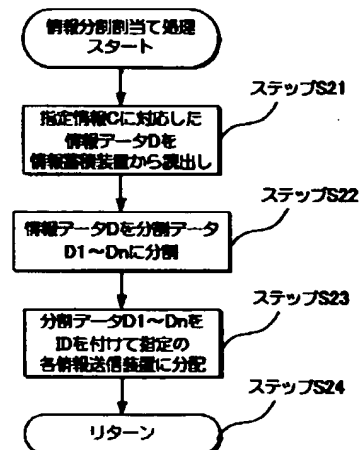 情報分割割当て処理
スタート
ステップS21
指定情報Cに対応した
情報データDを
情報蓄積装置から読出し
ステップS22
情報データDを分割データ
D1～Dnに分割
ステップS23
分割データD1～Dnを
IDを付けて指定の
各情報送信装置に分配
ステップS24
リターン